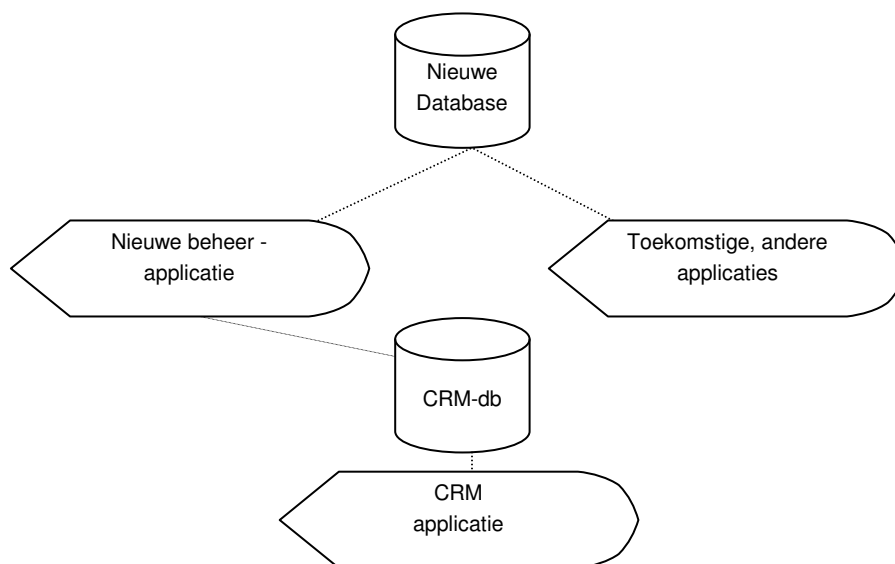 Nieuwe
Database
Nieuwe beheer -
applicatie
Toekomstige, andere
applicaties
CRM-db
CRM
applicatie